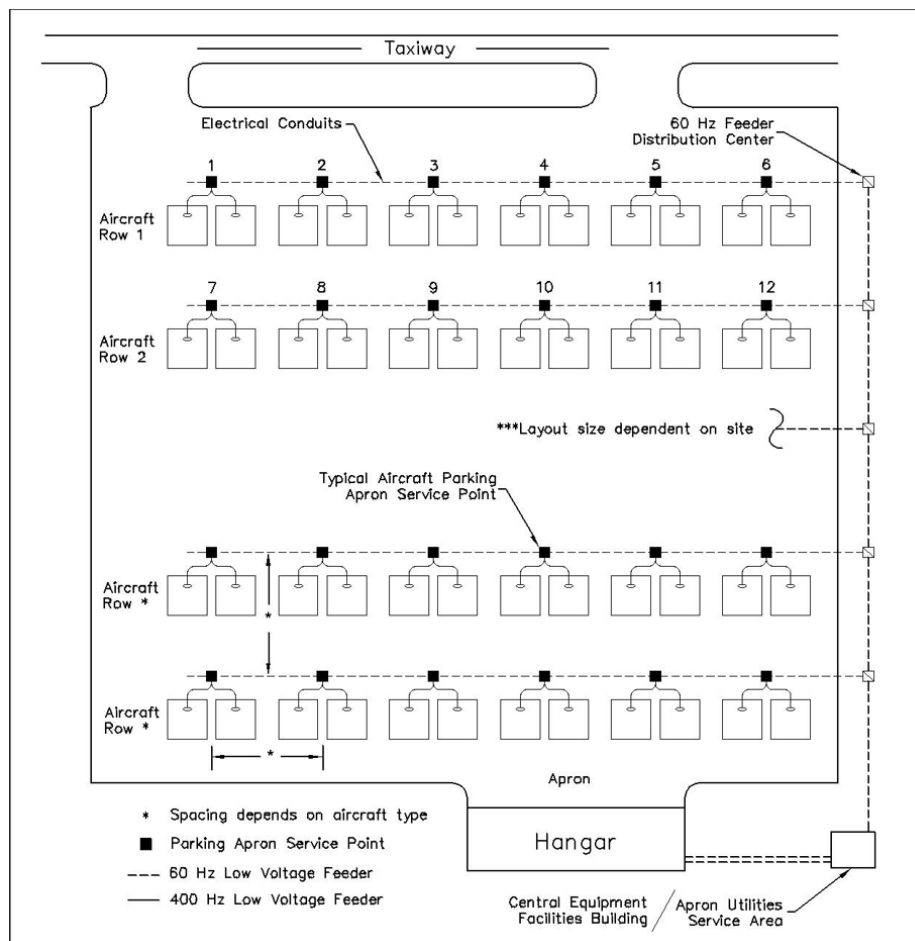 Taxiway
Electrical Conduits
60 Hz Feeder
Distribution Center
1 2 3 4 5 6
Aircraft
Row 1
7 8 9 10 11 12
Aircraft
Row 2
***Layout size dependent on site
Typical Aircraft Parking
Apron Service Point
Aircraft
Row *
*
Aircraft
Row *
*
Apron
* Spacing depends on aircraft type
Parking Apron Service Point
60 Hz Low Voltage Feeder
400 Hz Low Voltage Feeder
Hangar
Central Equipment
Facilities Building
Apron Utilities
Service Area